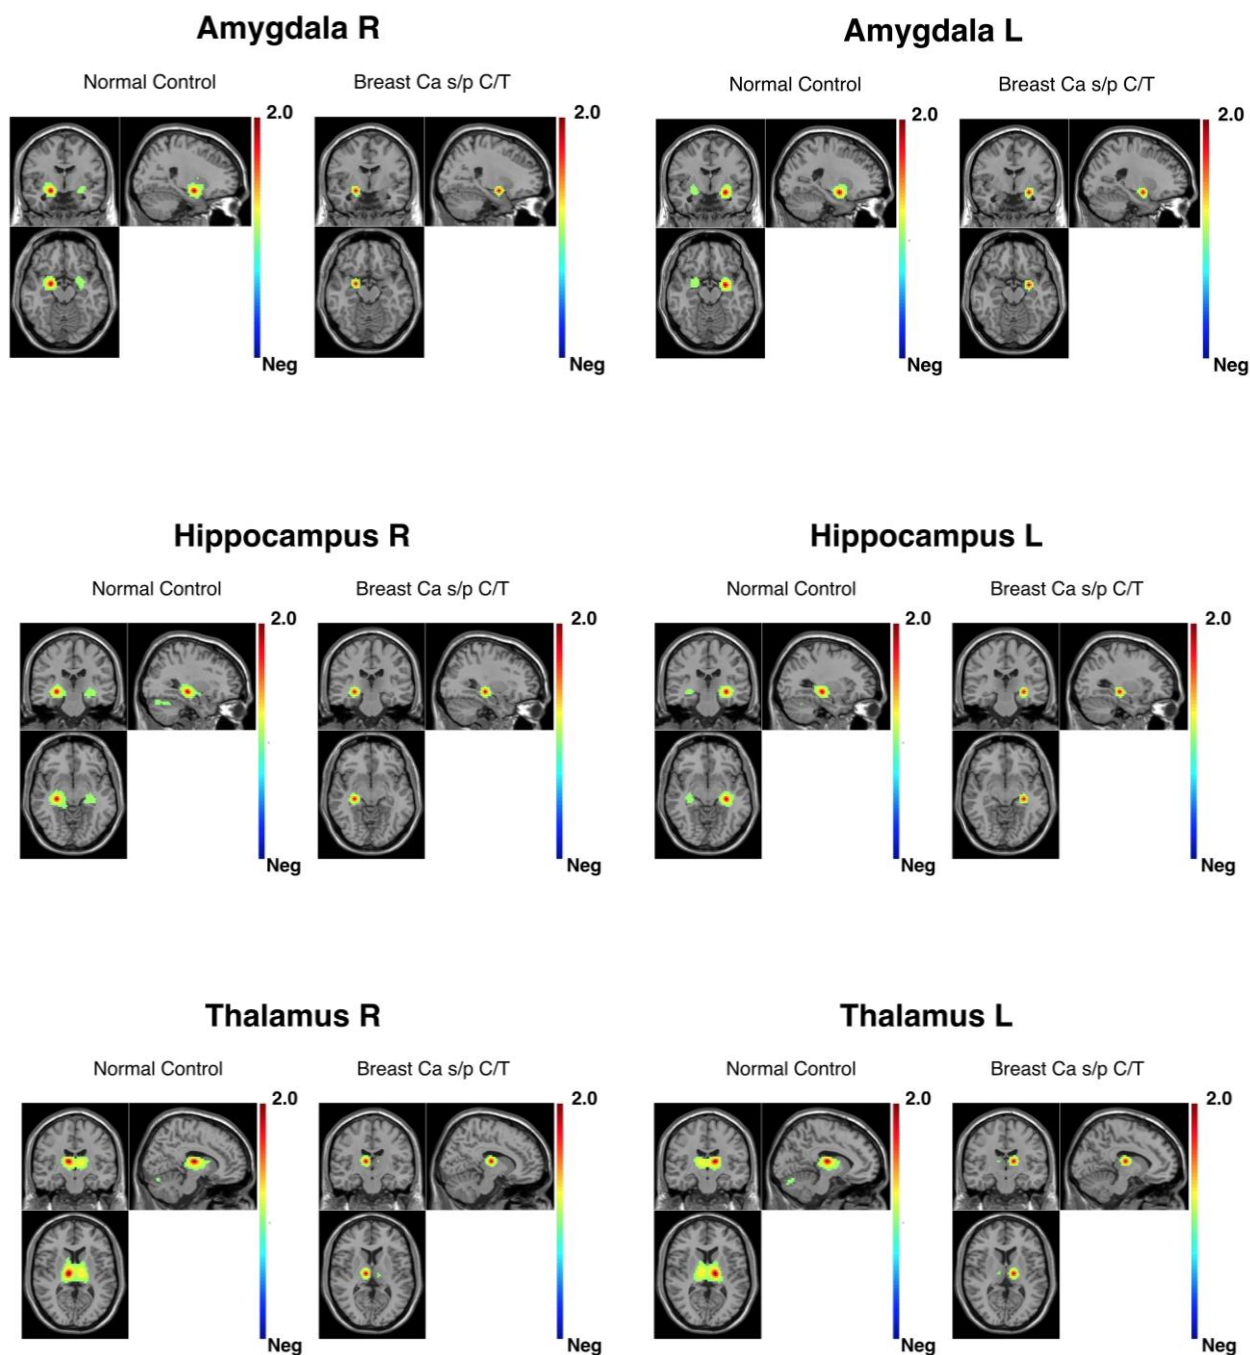 Amygdala R
Amygdala L
Normal Control
Breast Ca s/p C/T
Normal Control
Breast Ca s/p C/T
2.0
2.0
2.0
2.0
Neg
Neg
Neg
Neg
Hippocampus R
Hippocampus L
Normal Control
Breast Ca s/p C/T
Normal Control
Breast Ca s/p C/T
2.0
2.0
2.0
2.0
Neg
Neg
Neg
Neg
Thalamus R
Thalamus L
Normal Control
Breast Ca s/p C/T
Normal Control
Breast Ca s/p C/T
2.0
2.0
2.0
2.0
Neg
Neg
Neg
Neg